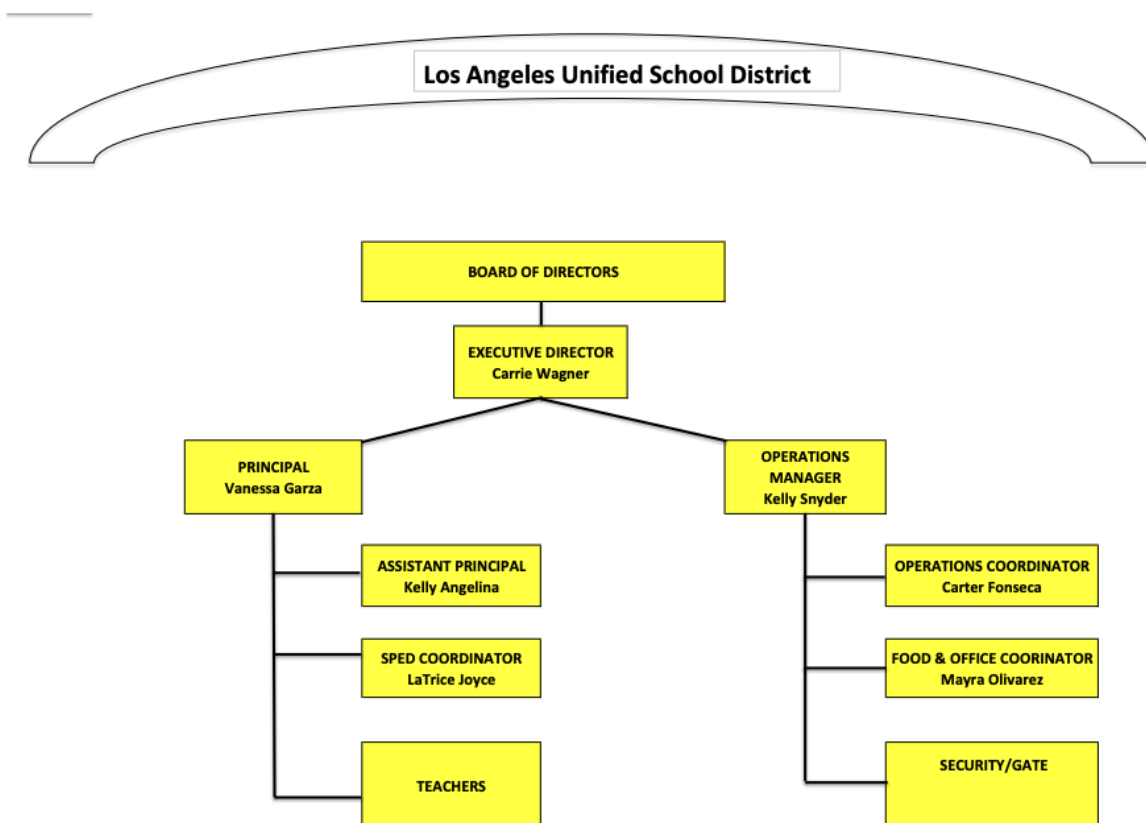 Los Angeles Unified School District
BOARD OF DIRECTORS
EXECUTIVE DIRECTOR
Carrie Wagner
PRINCIPAL
Vanessa Garza
OPERATIONS
MANAGER
Kelly Snyder
ASSISTANT PRINCIPAL
Kelly Angelina
OPERATIONS COORDINATOR
Carter Fonseca
SPED COORDINATOR
LaTrice Joyce
FOOD & OFFICE COORINATOR
Mayra Olivarez
TEACHERS
SECURITY/GATE